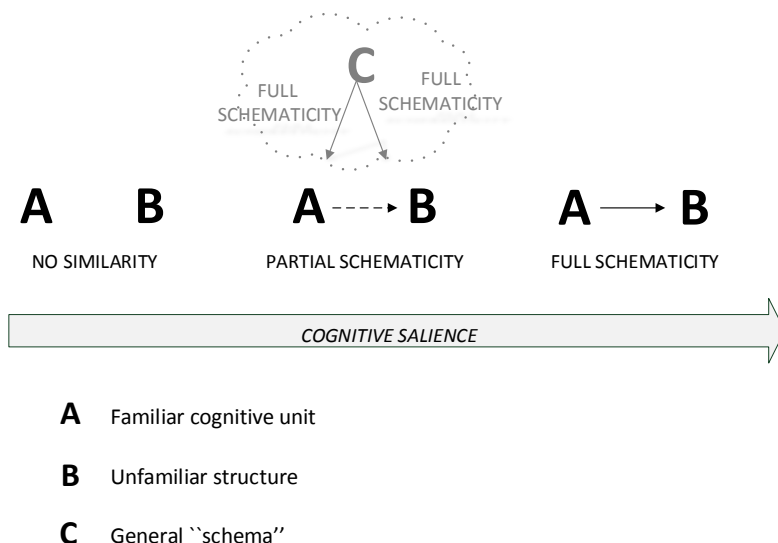 C
FULL
SCHEMATICITY
FULL
SCHEMATICITY
A B
NO SIMILARITY
A B
PARTIAL SCHEMATICITY
A B
FULL SCHEMATICITY
COGNITIVE SALIENCE
A Familiar cognitive unit
B Unfamiliar structure
C General ``schema’’